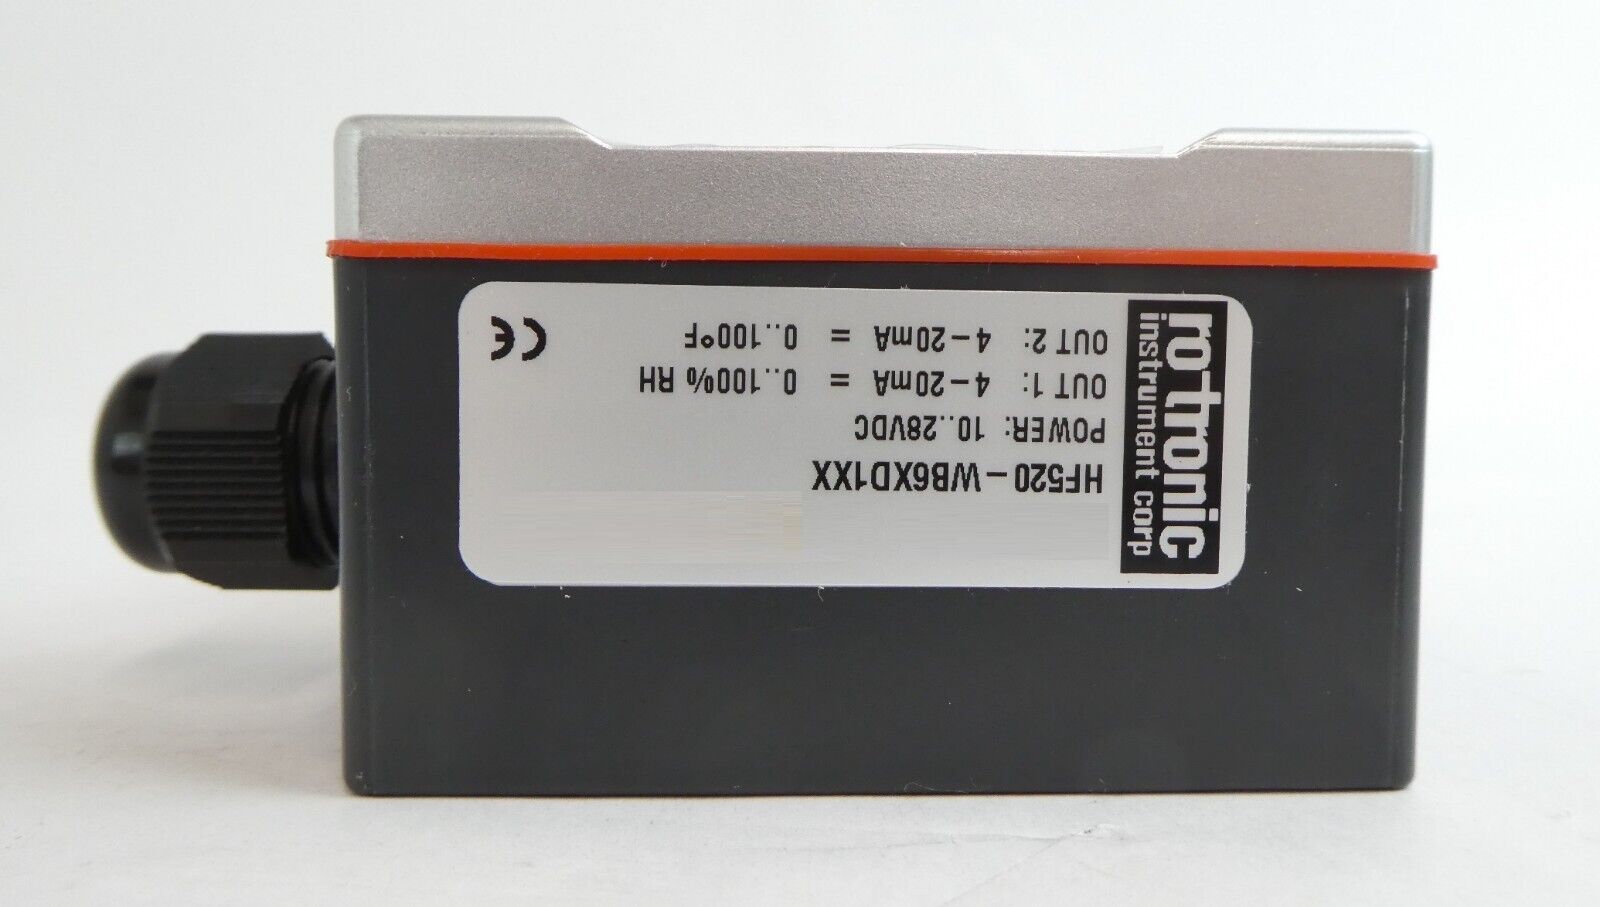 rotronic
instrument corp
HF520-WB6XD1XX
POWER: 10..28VDC
OUT 1: 4-20mA = 0..100% RH
OUT 2: 4-20mA = 0..100°F
CE